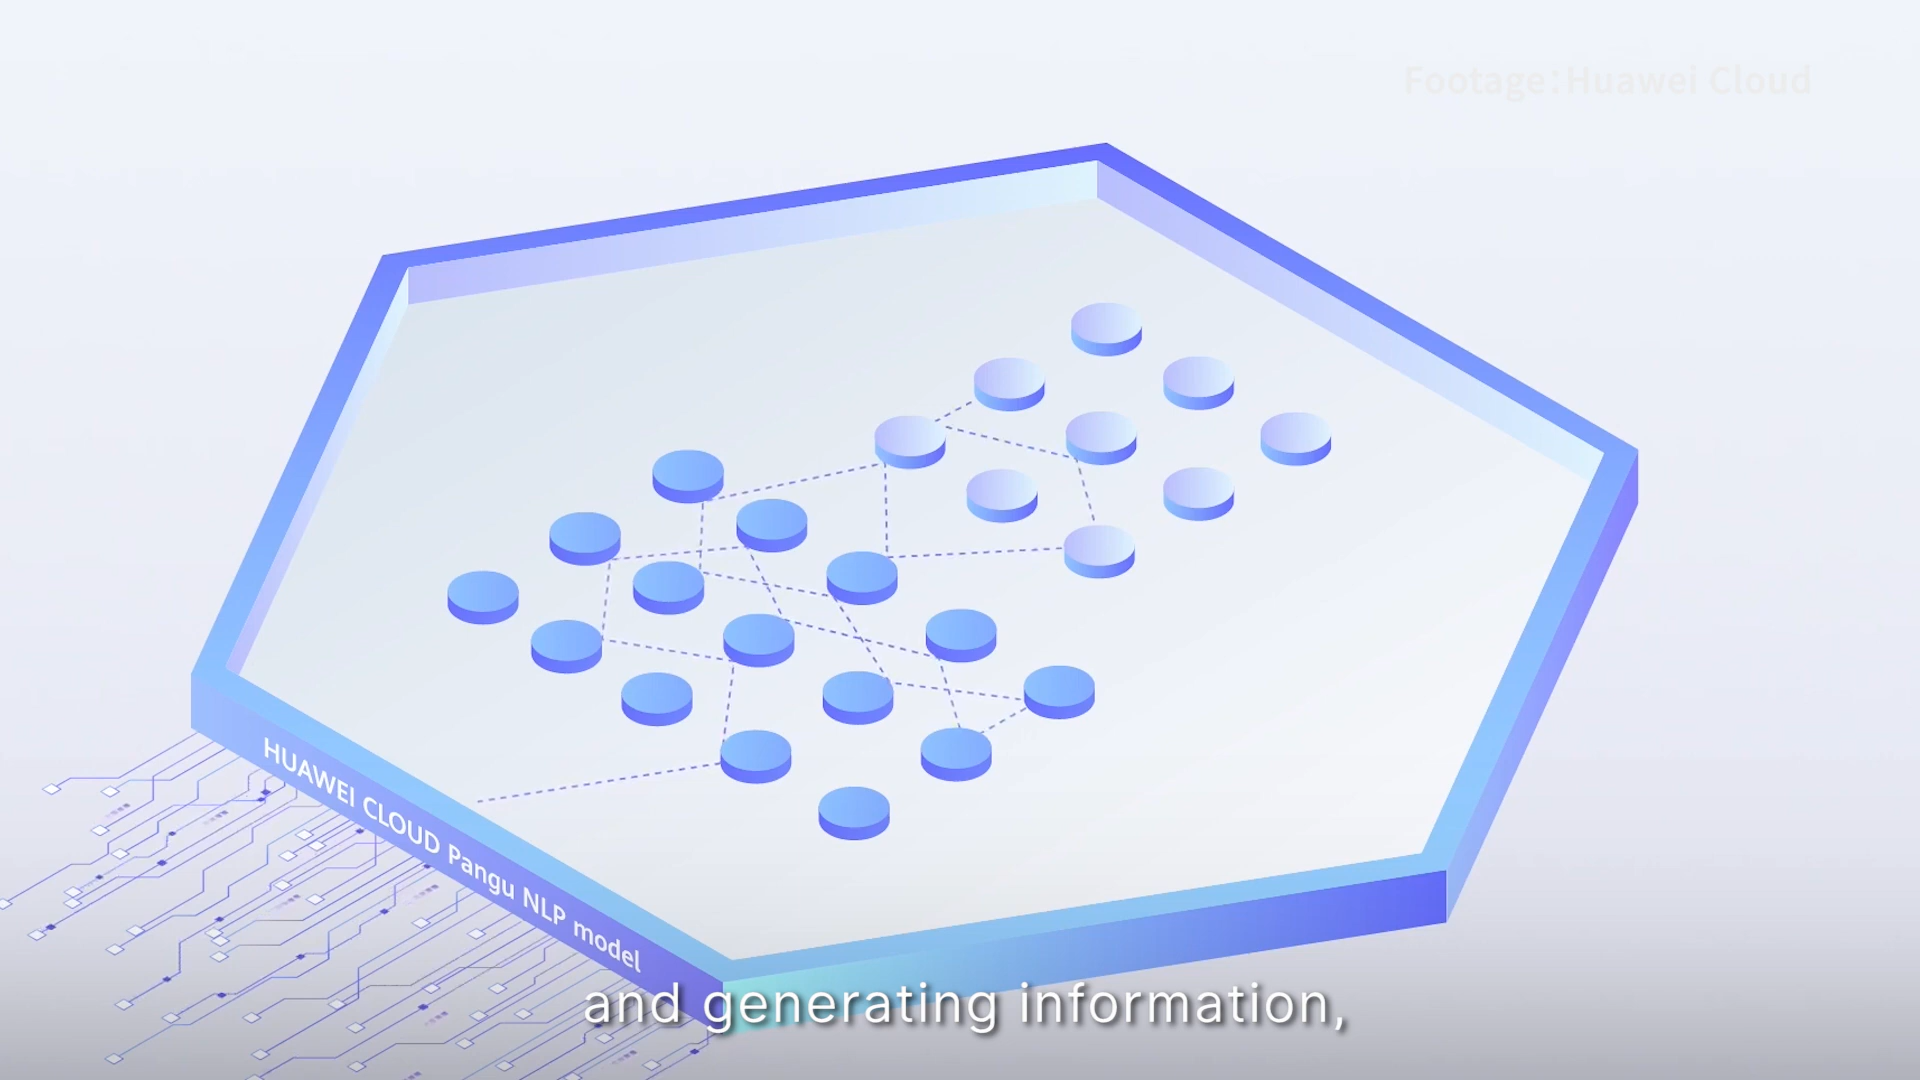 Footage:Huawei Cloud
HUAWEI CLOUD Pangu NLP model
and generating information,